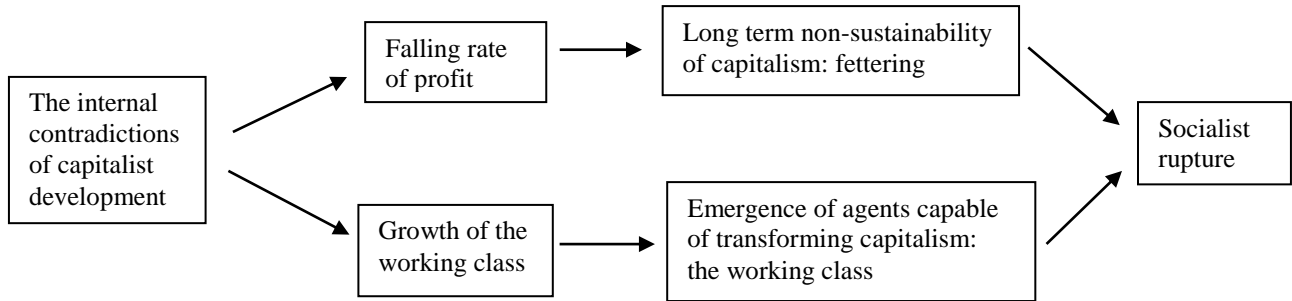 The internal
contradictions
of capitalist
development
Falling rate
of profit
Long term non-sustainability
of capitalism: fettering
Growth of the
working class
Emergence of agents capable
of transforming capitalism:
the working class
Socialist
rupture